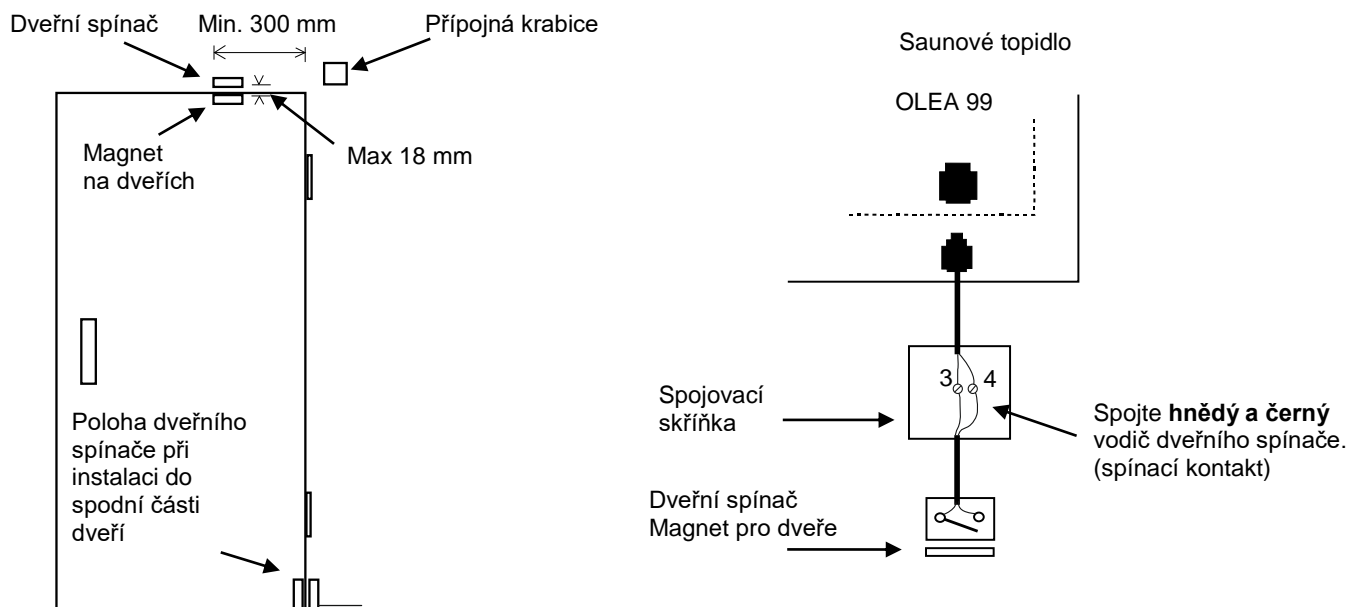 Dveřní spínač
Min. 300 mm
Přípojná krabice
Magnet
na dveřích
Max 18 mm
Poloha dveřního
spínače při
instalaci do
spodní části
dveří
Saunové topidlo
OLEA 99
3 4
Spojovací
skříňka
Spojte hnědý a černý
vodič dveřního spínače.
(spínací kontakt)
Dveřní spínač
Magnet pro dveře